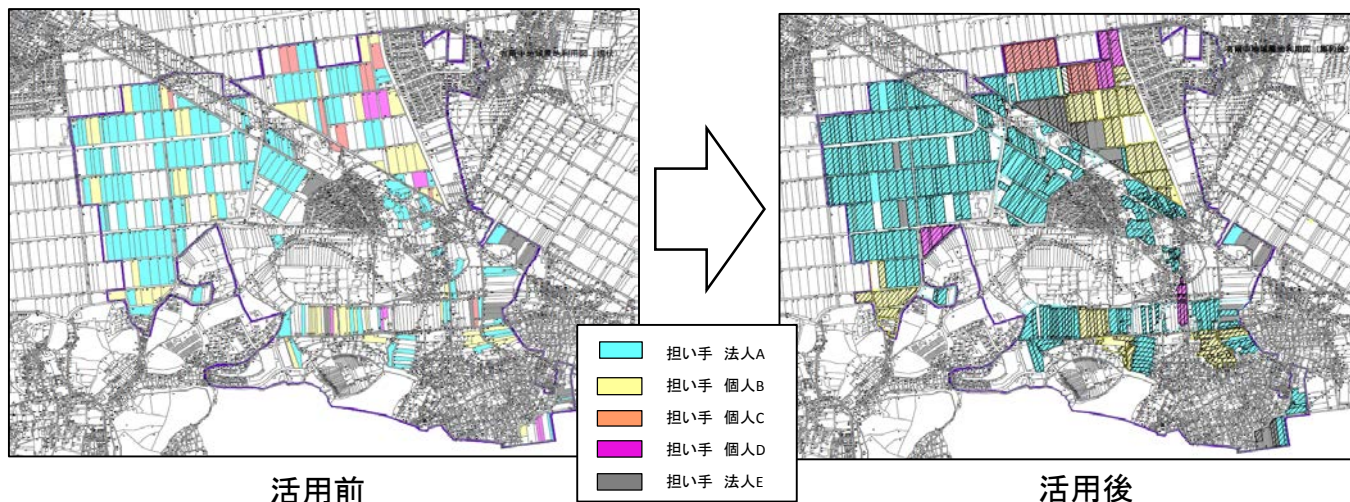 担い手 法人A
担い手 個人B
担い手 個人C
担い手 個人D
担い手 法人E
活用前
活用後